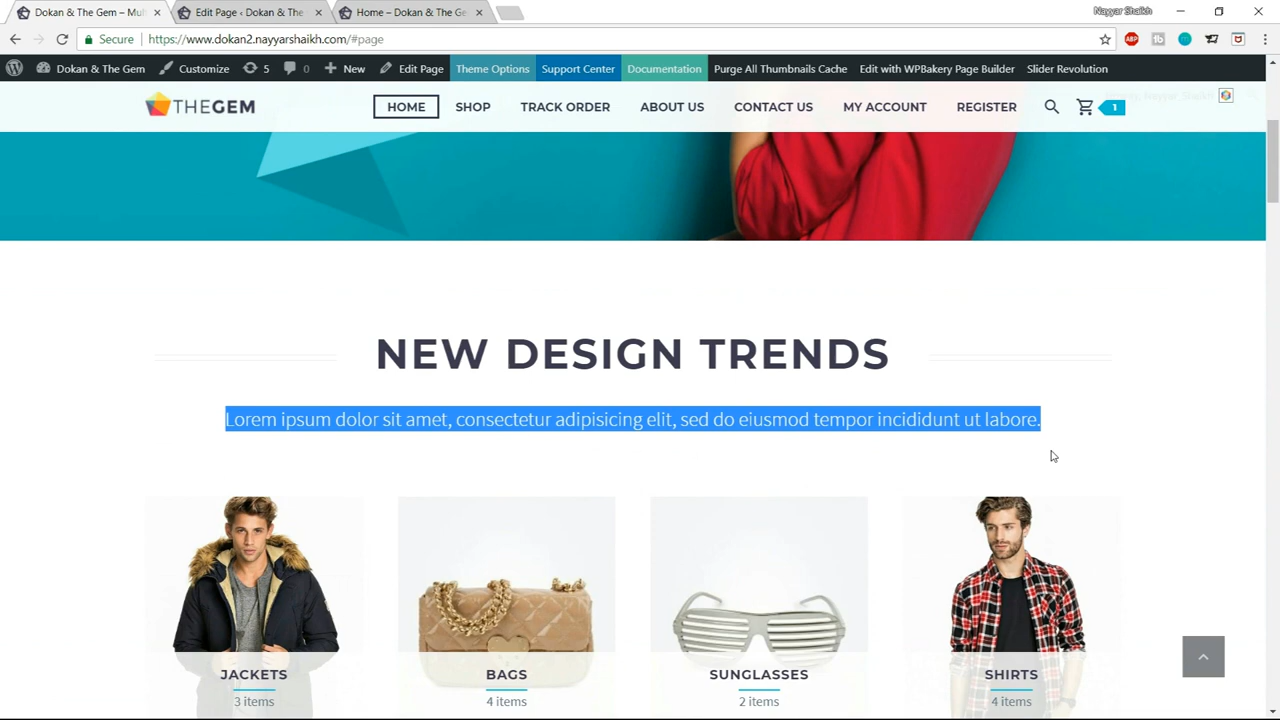 Dokan & The Gem – Mul
Edit Page ‹ Dokan & The
Home – Dokan & The Ge
Nayyar Shaikh
Secure
https://www.dokan2.nayyarshaikh.com/#page
ABP
Dokan & The Gem
Customize
5
0
New
Edit Page
Theme Options
Support Center
Documentation
Purge All Thumbnails Cache
Edit with WPBakery Page Builder
Slider Revolution
THEGEM
HOME
SHOP
TRACK ORDER
ABOUT US
CONTACT US
MY ACCOUNT
REGISTER
1
NEW DESIGN TRENDS
Lorem ipsum dolor sit amet, consectetur adipisicing elit, sed do eiusmod tempor incididunt ut labore.
JACKETS
3 items
BAGS
4 items
SUNGLASSES
2 items
SHIRTS
4 items